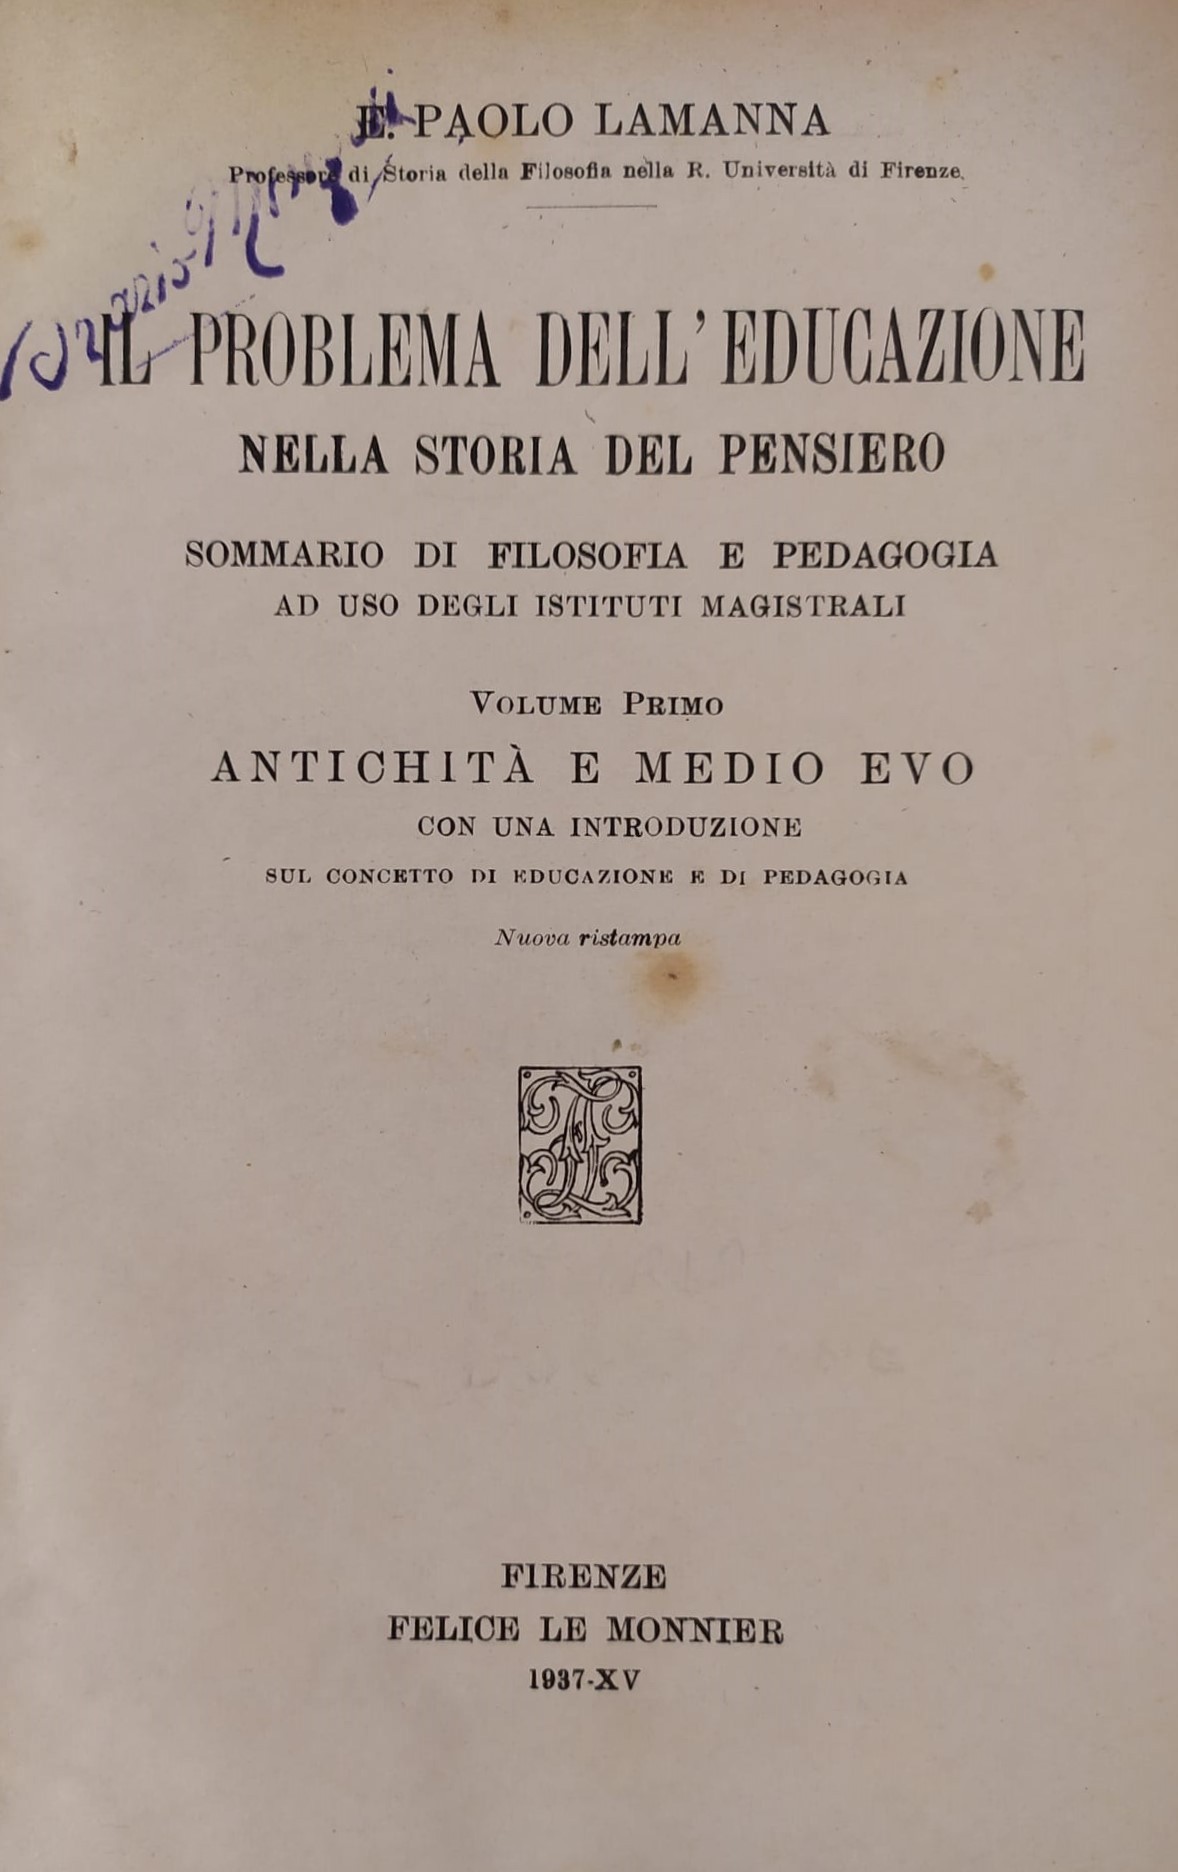 E. PAOLO LAMANNA
Professore di Storia della Filosofia nella R. Università di Firenze.
IL PROBLEMA DELL'EDUCAZIONE
NELLA STORIA DEL PENSIERO
SOMMARIO DI FILOSOFIA E PEDAGOGIA
AD USO DEGLI ISTITUTI MAGISTRALI
VOLUME PRIMO
ANTICHITÀ E MEDIO EVO
CON UNA INTRODUZIONE
SUL CONCETTO DI EDUCAZIONE E DI PEDAGOGIA
Nuova ristampa
FIRENZE
FELICE LE MONNIER
1937-XV